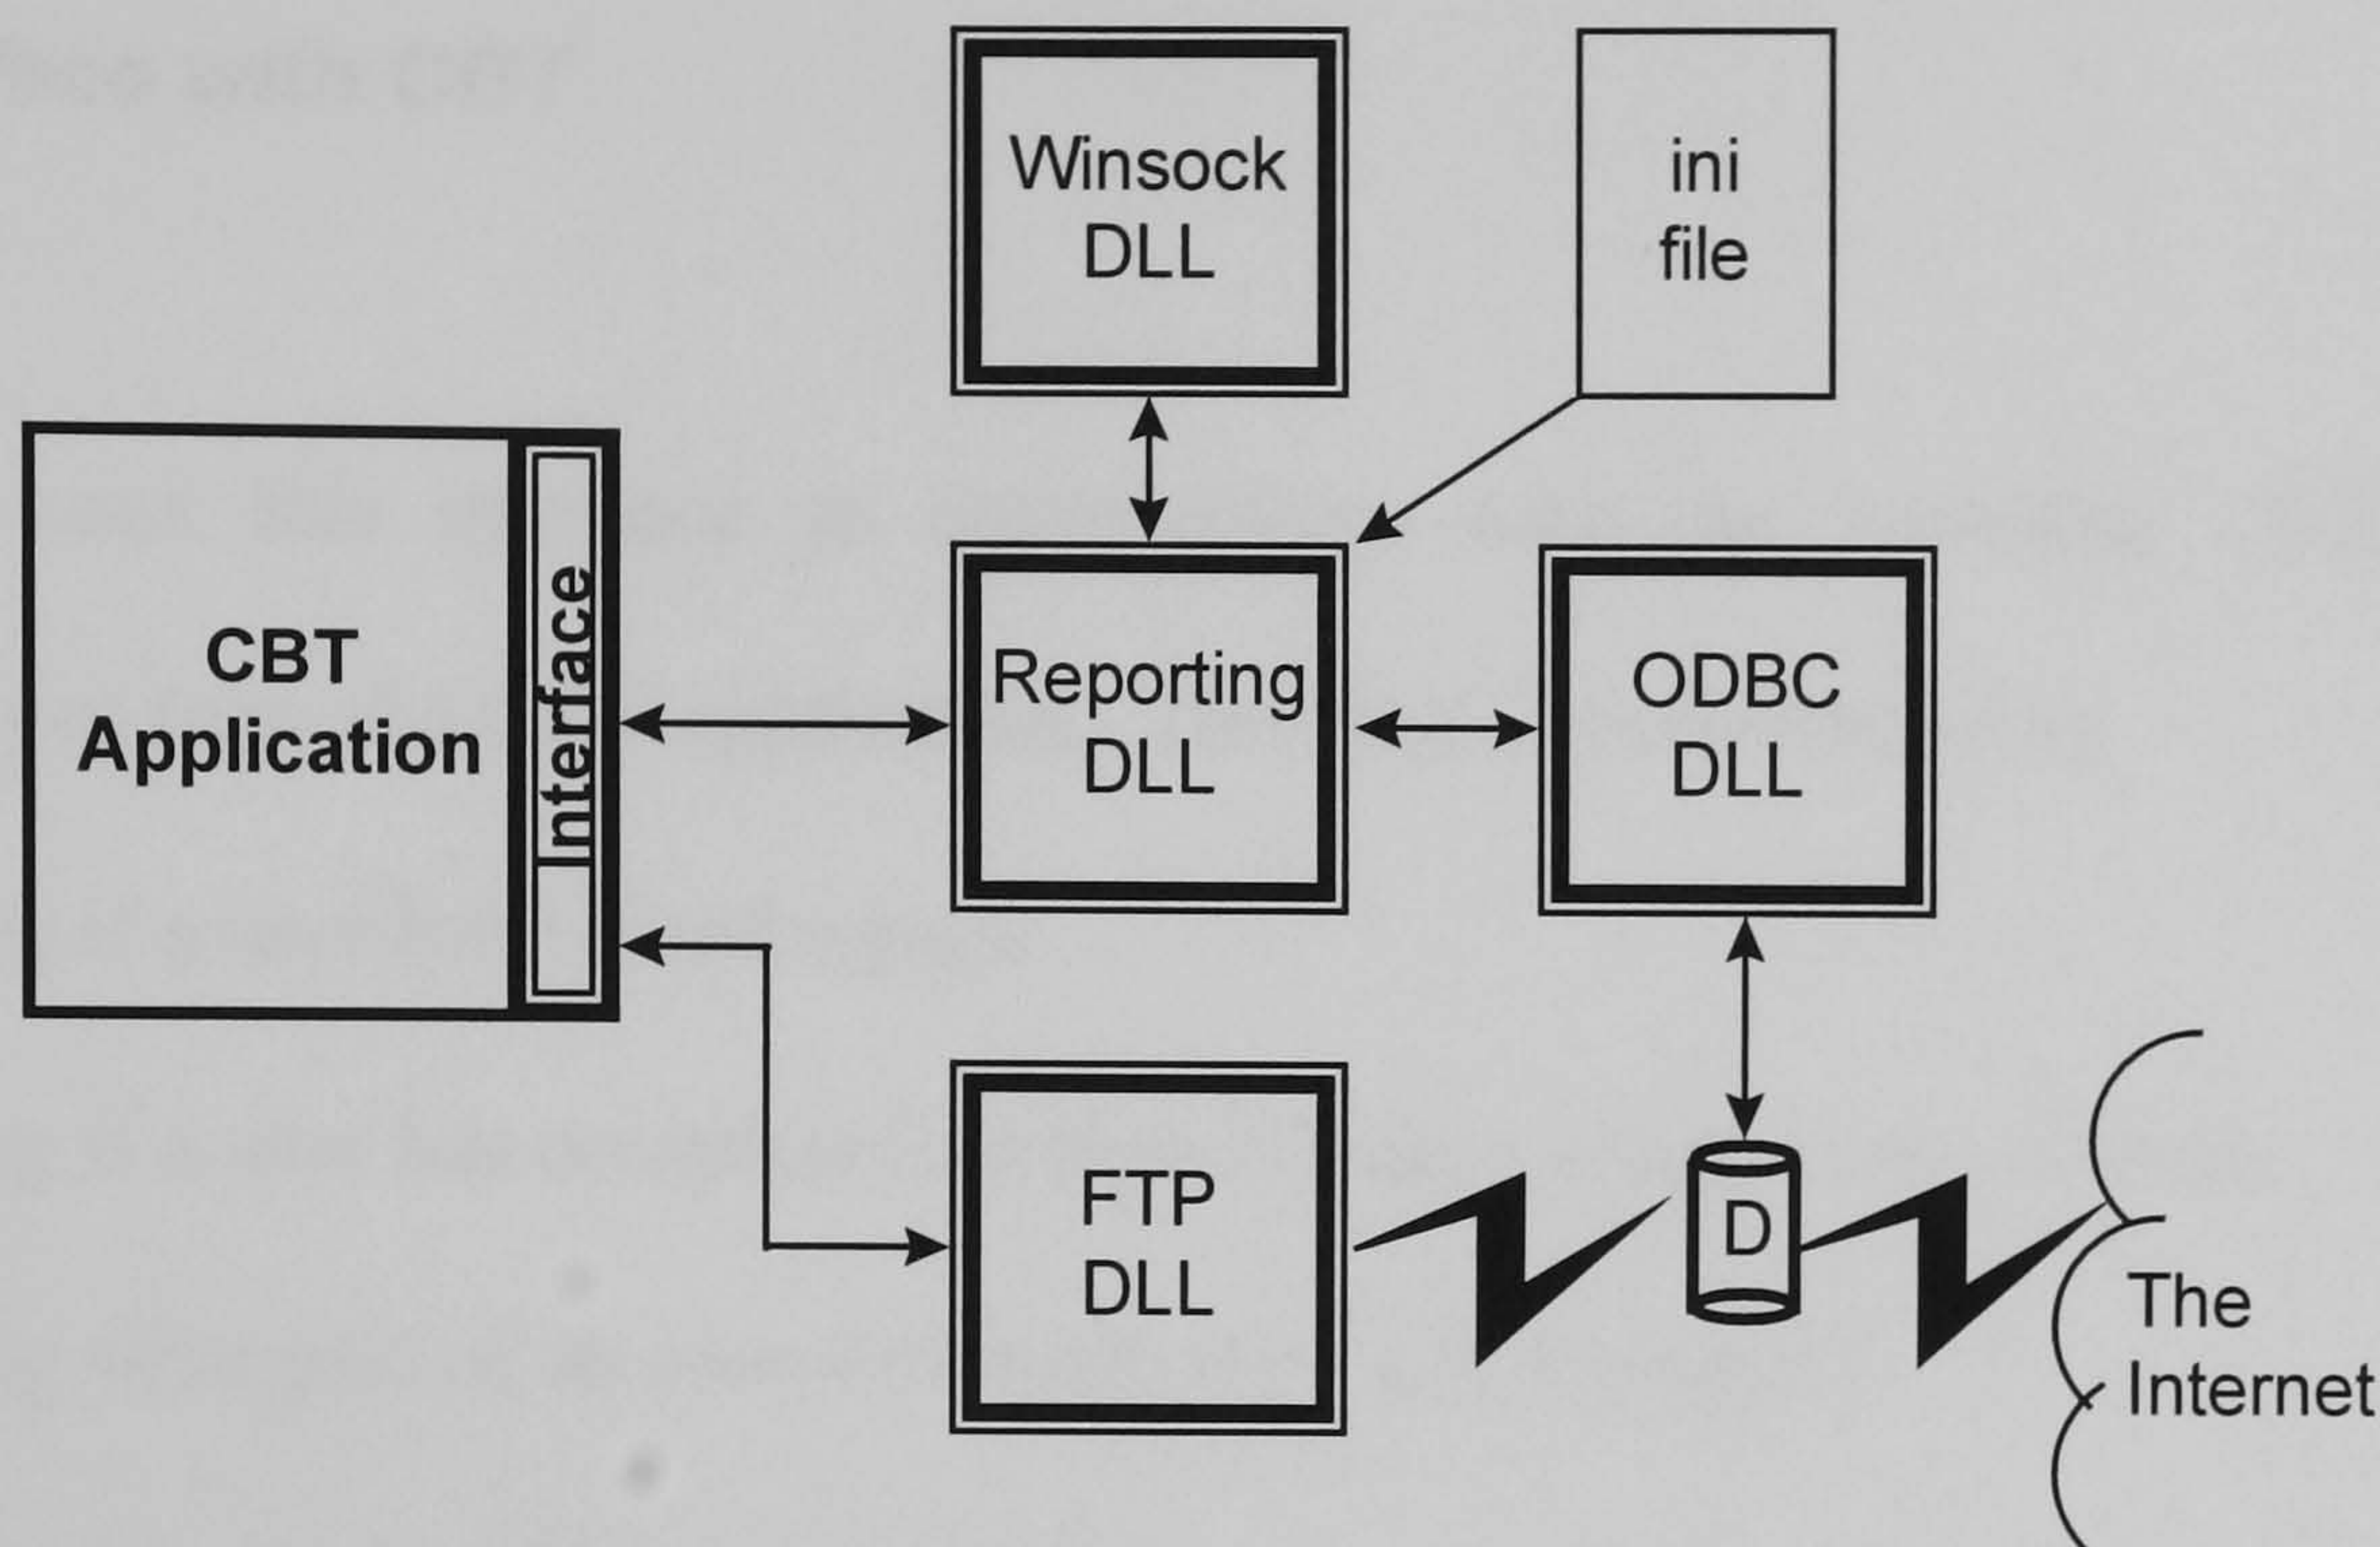 Winsock
DLL
ini
file
CBT
Application
Interface
Reporting
DLL
ODBC
DLL
FTP
DLL
D
The
Internet